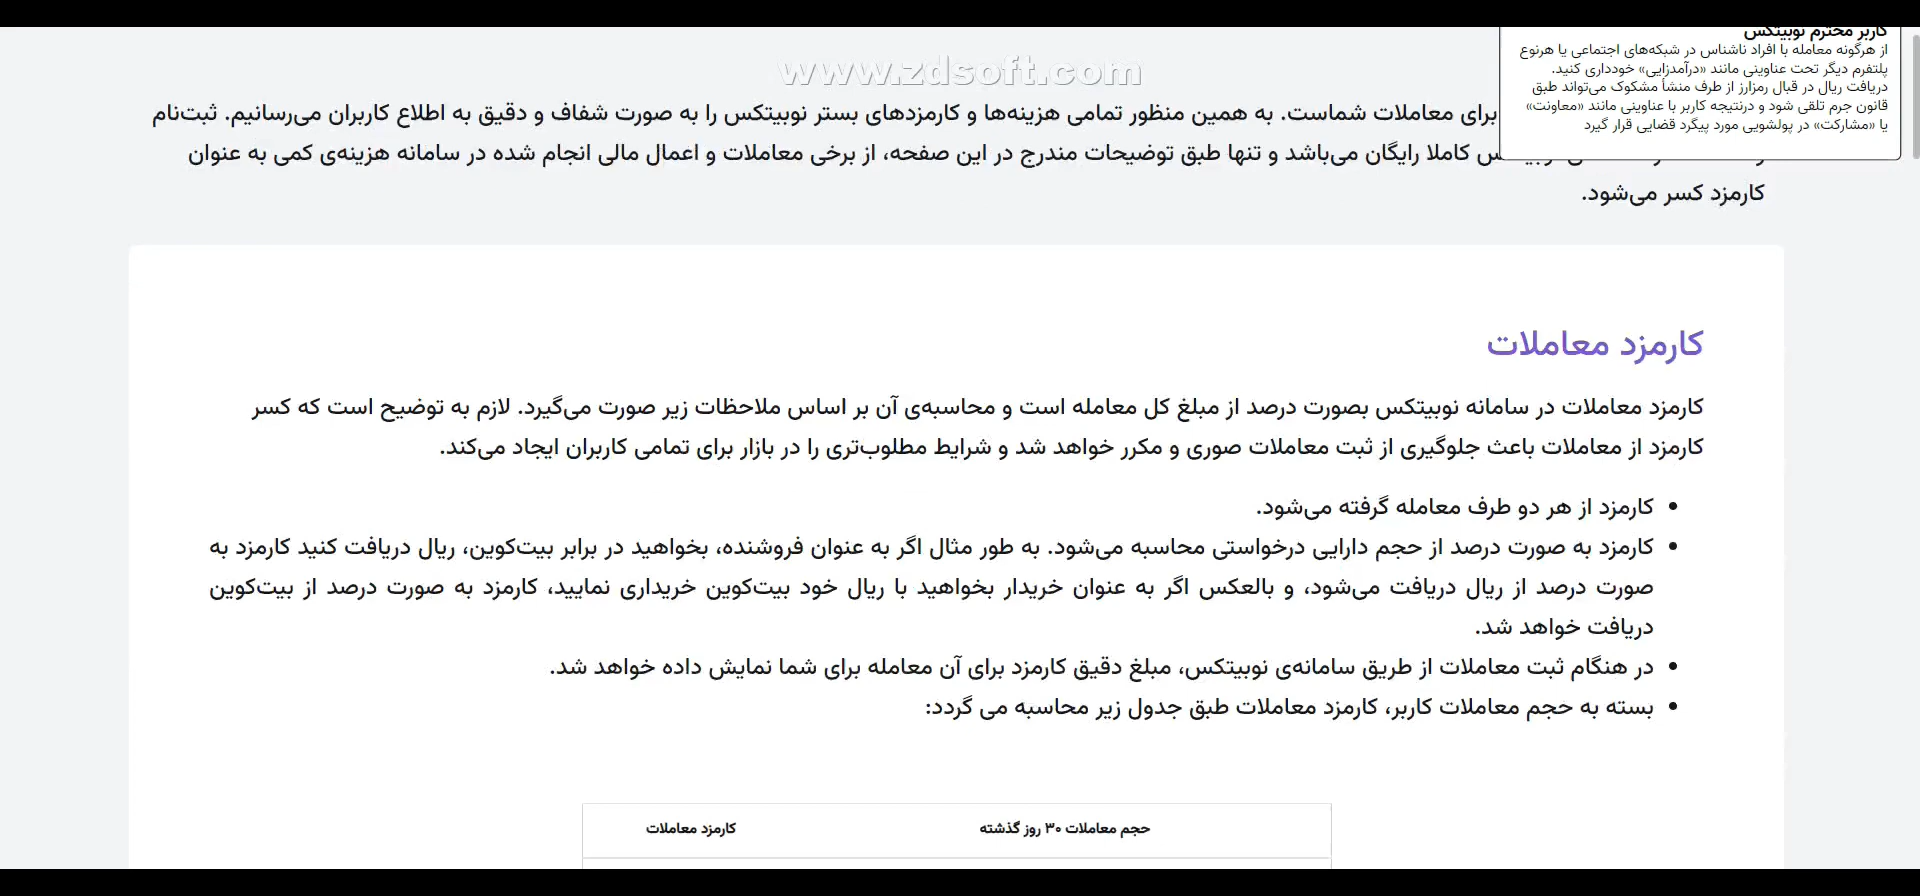 کاربر محترم نوبیتکس
از هرگونه معامله با افراد ناشناس در شبکه‌های اجتماعی یا هرنوع
پلتفرم دیگر تحت عناوینی مانند «درآمدزایی» خودداری کنید.
دریافت ریال در قبال رمزارز از طرف منشأ مشکوک می‌تواند طبق
قانون جرم تلقی شود و درنتیجه کاربر با عناوینی مانند «معاونت»
یا «مشارکت» در پولشویی مورد پیگرد قضایی قرار گیرد
www.zdsoft.com
برای معاملات شماست. به همین منظور تمامی هزینه‌ها و کارمزدهای بستر نوبیتکس را به صورت شفاف و دقیق به اطلاع کاربران می‌رسانیم. ثبت‌نام
کاملا رایگان می‌باشد و تنها طبق توضیحات مندرج در این صفحه، از برخی معاملات و اعمال مالی انجام شده در سامانه هزینه‌ی کمی به عنوان
کارمزد کسر می‌شود.
کارمزد معاملات
کارمزد معاملات در سامانه نوبیتکس بصورت درصد از مبلغ کل معامله است و محاسبه‌ی آن بر اساس ملاحظات زیر صورت می‌گیرد. لازم به توضیح است که کسر
کارمزد از معاملات باعث جلوگیری از ثبت معاملات صوری و مکرر خواهد شد و شرایط مطلوب‌تری را در بازار برای تمامی کاربران ایجاد می‌کند.
• کارمزد از هر دو طرف معامله گرفته می‌شود.
• کارمزد به صورت درصد از حجم دارایی درخواستی محاسبه می‌شود. به طور مثال اگر به عنوان فروشنده، بخواهید در برابر بیت‌کوین، ریال دریافت کنید کارمزد به
صورت درصد از ریال دریافت می‌شود، و بالعکس اگر به عنوان خریدار بخواهید با ریال خود بیت‌کوین خریداری نمایید، کارمزد به صورت درصد از بیت‌کوین
دریافت خواهد شد.
• در هنگام ثبت معاملات از طریق سامانه‌ی نوبیتکس، مبلغ دقیق کارمزد برای آن معامله برای شما نمایش داده خواهد شد.
• بسته به حجم معاملات کاربر، کارمزد معاملات طبق جدول زیر محاسبه می گردد:
حجم معاملات ۳۰ روز گذشته
کارمزد معاملات